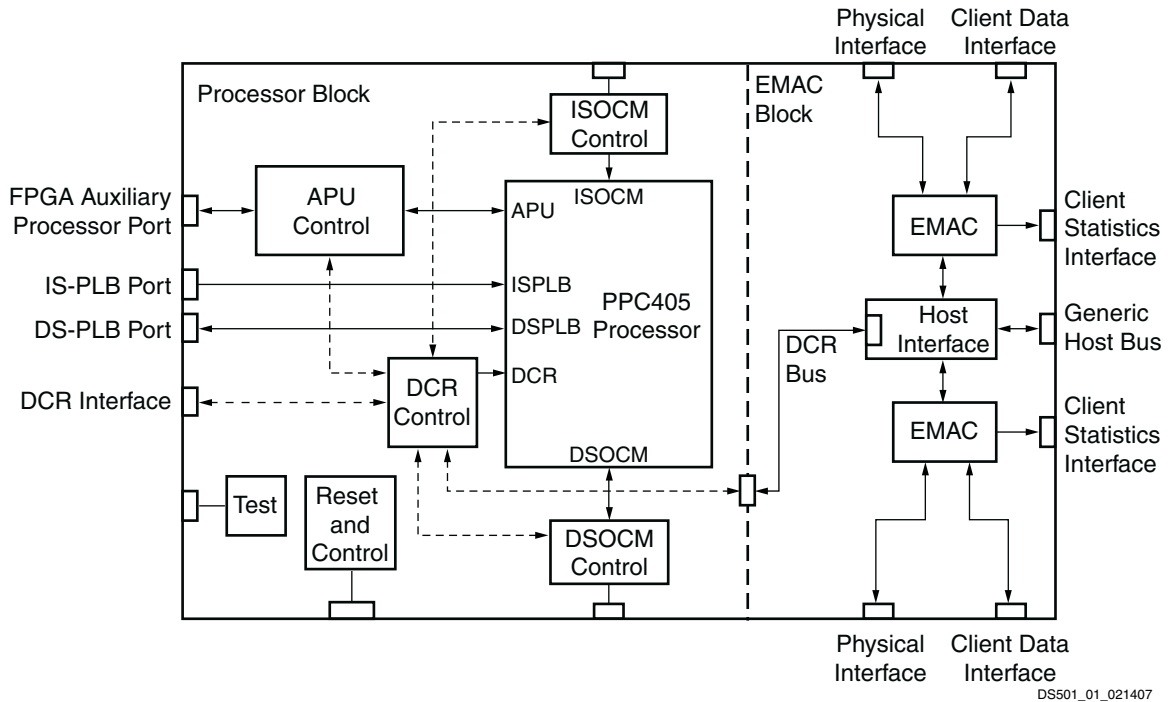 Physical
Interface
Client Data
Interface
Processor Block
EMAC
Block
ISOCM
Control
FPGA Auxiliary
Processor Port
APU
Control
APU
ISOCM
EMAC
Client
Statistics
Interface
IS-PLB Port
ISPLB
DS-PLB Port
DSPLB
PPC405
Processor
Host
Interface
Generic
Host Bus
DCR
Bus
DCR Interface
DCR
Control
DCR
EMAC
Client
Statistics
Interface
DSOCM
Test
Reset
and
Control
DSOCM
Control
Physical
Interface
Client Data
Interface
DS501_01_021407